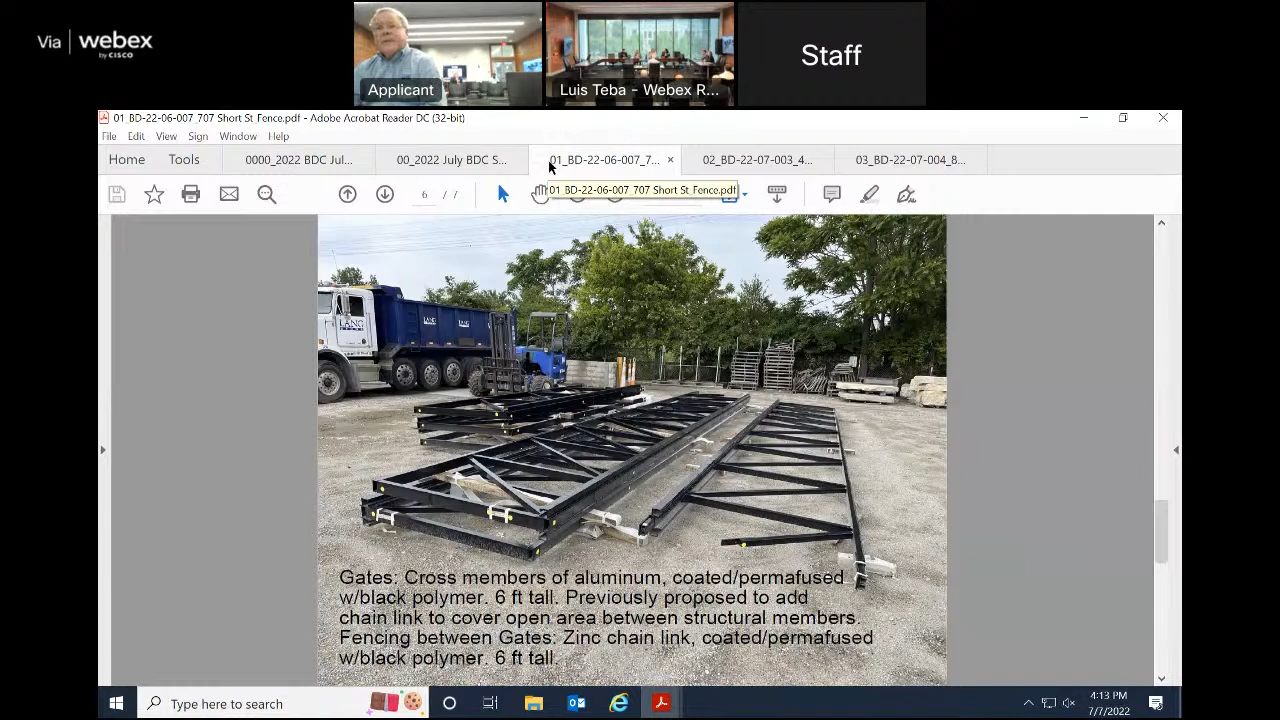 Via webex
by CISCO
Applicant
Luis Teba - Webex R...
Staff
01_BD-22-06-007_707 Short St_Fence.pdf - Adobe Acrobat Reader DC (32-bit)
File Edit View Sign Window Help
Home Tools 0000_2022 BDC Jul... 00_2022 July BDC S... 01_BD-22-06-007_7... × 02_BD-22-07-003_4... 03_BD-22-07-004_8...
6 / 7
01_BD-22-06-007_707 Short St_Fence.pdf
LANG
LANG
LANG
Gates: Cross members of aluminum, coated/permafused
w/black polymer. 6 ft tall. Previously proposed to add
chain link to cover open area between structural members.
Fencing between Gates: Zinc chain link, coated/permafused
w/black polymer. 6 ft tall.
Type here to search
4:13 PM
7/7/2022